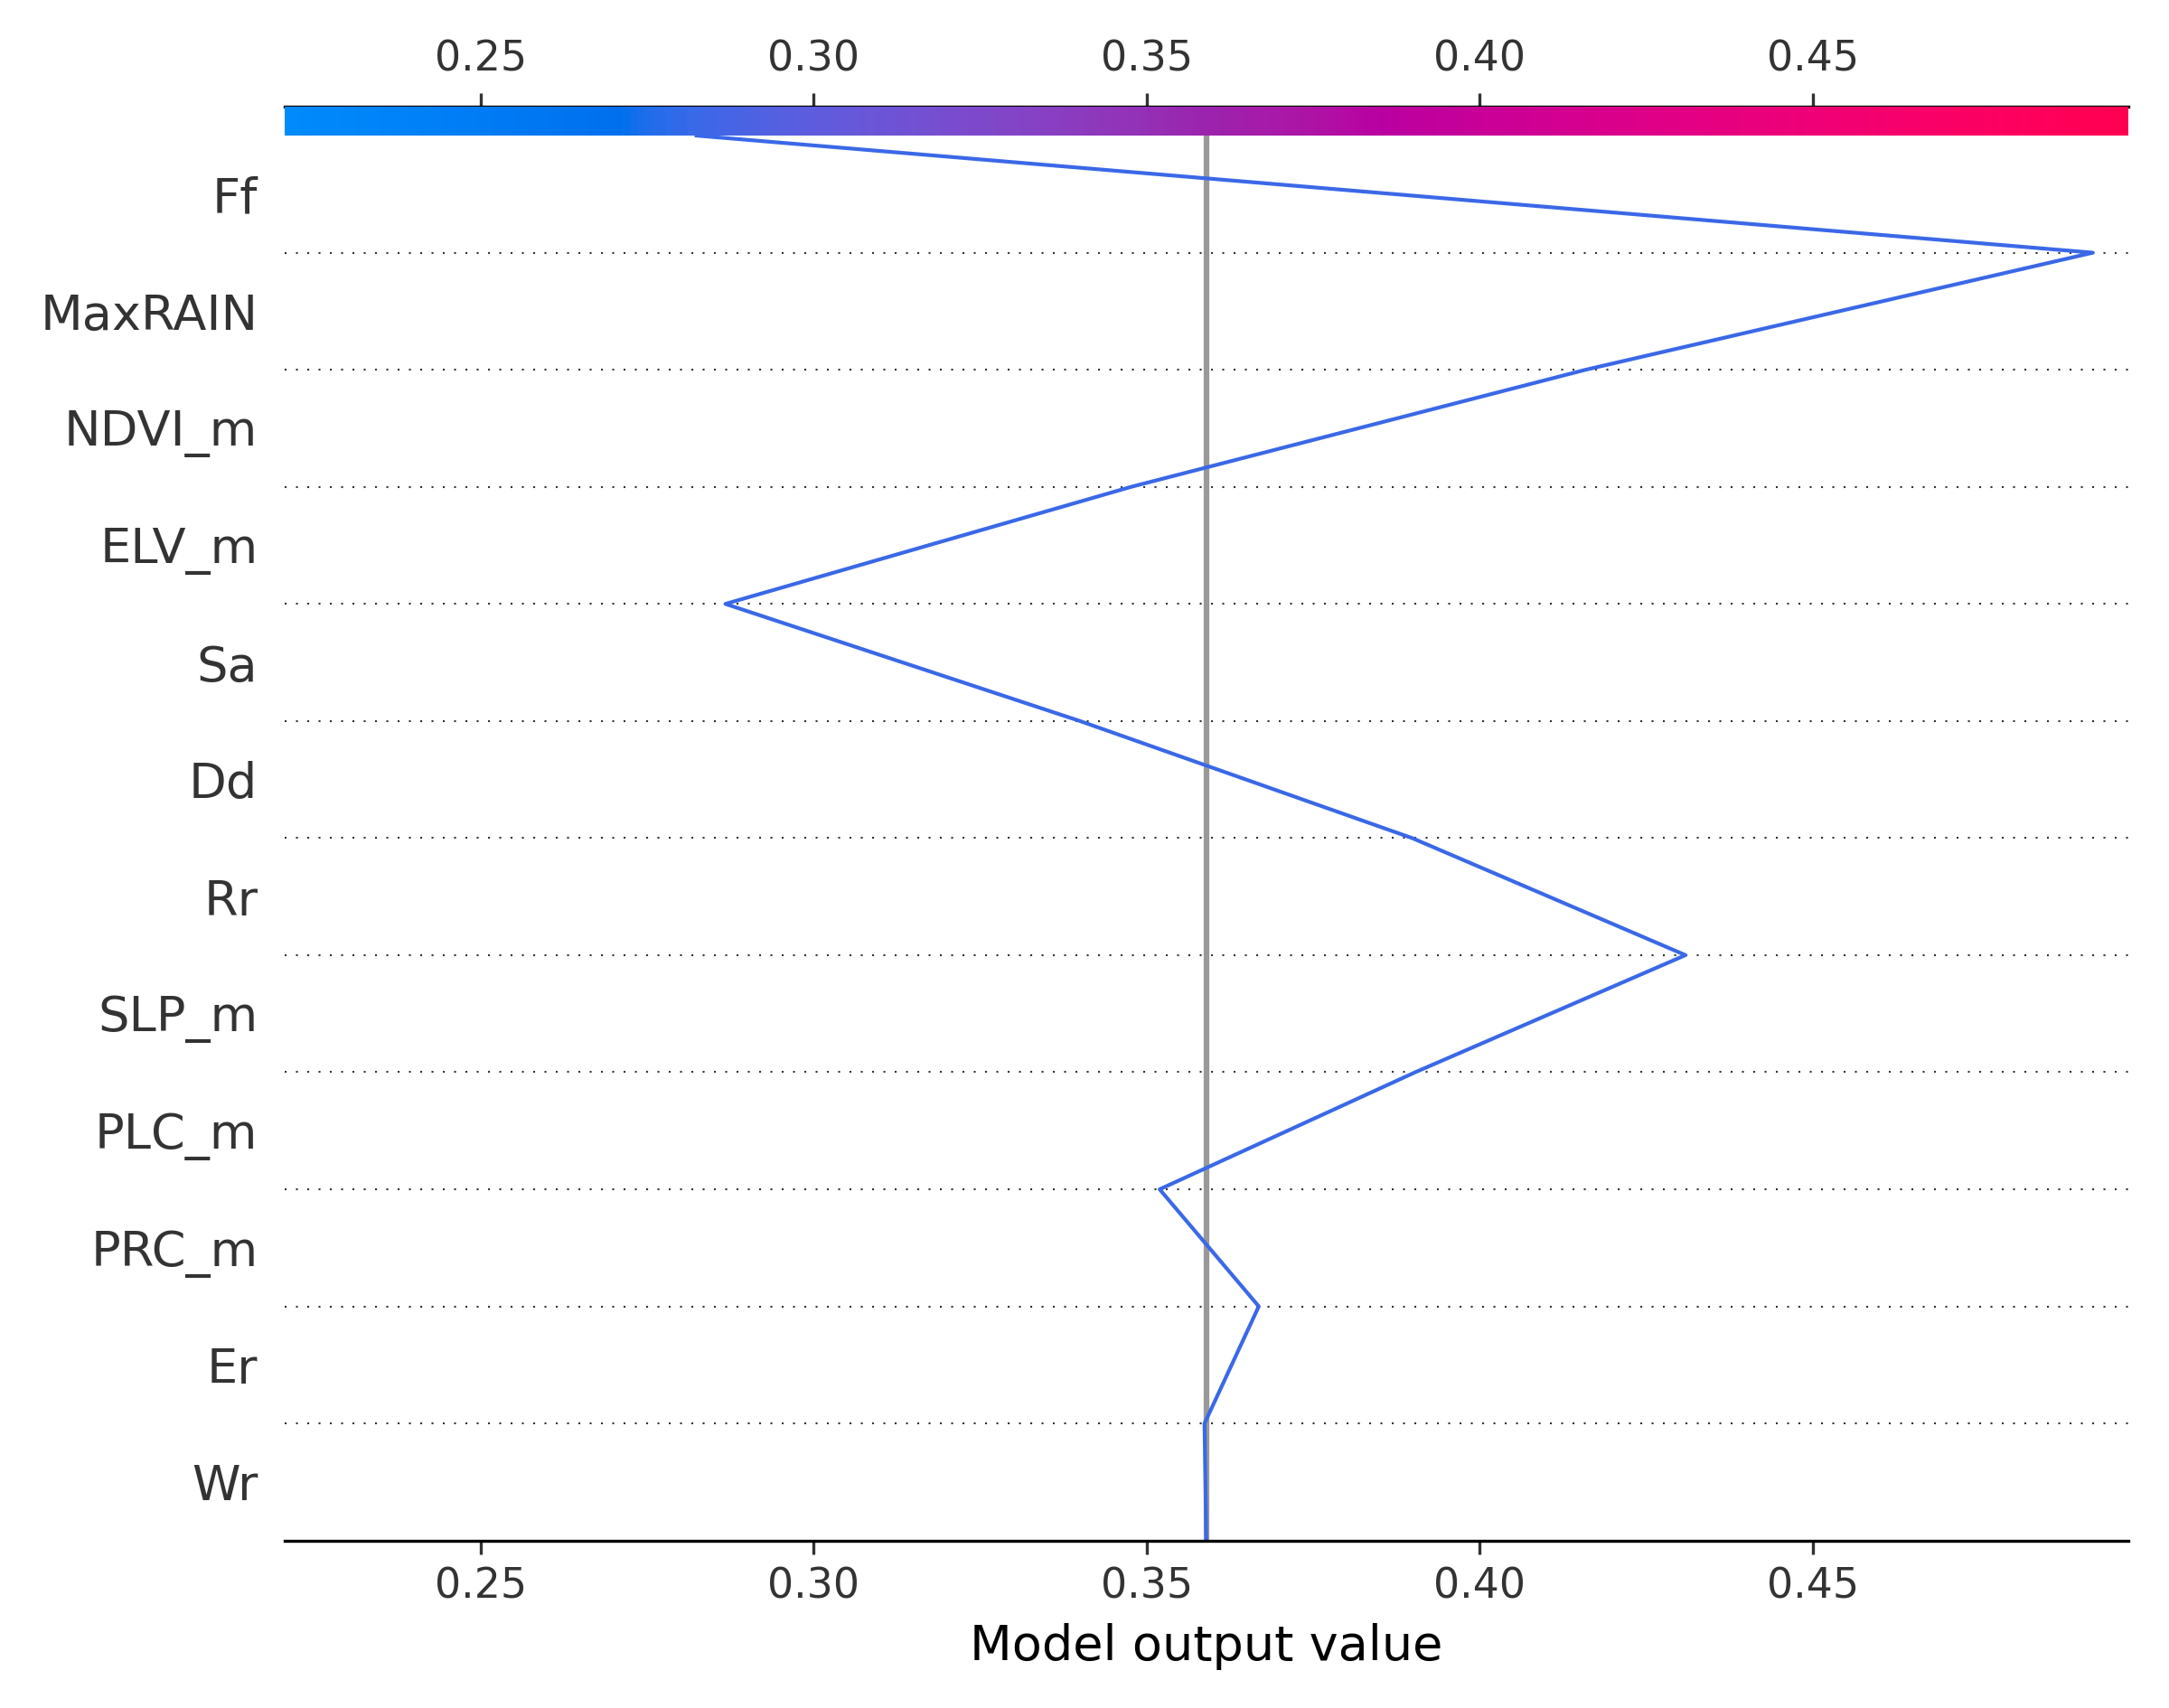 0.25 0.30 0.35 0.40 0.45
Ff
MaxRAIN
NDVI_m
ELV_m
Sa
Dd
Rr
SLP_m
PLC_m
PRC_m
Er
Wr
0.25 0.30 0.35 0.40 0.45
Model output value